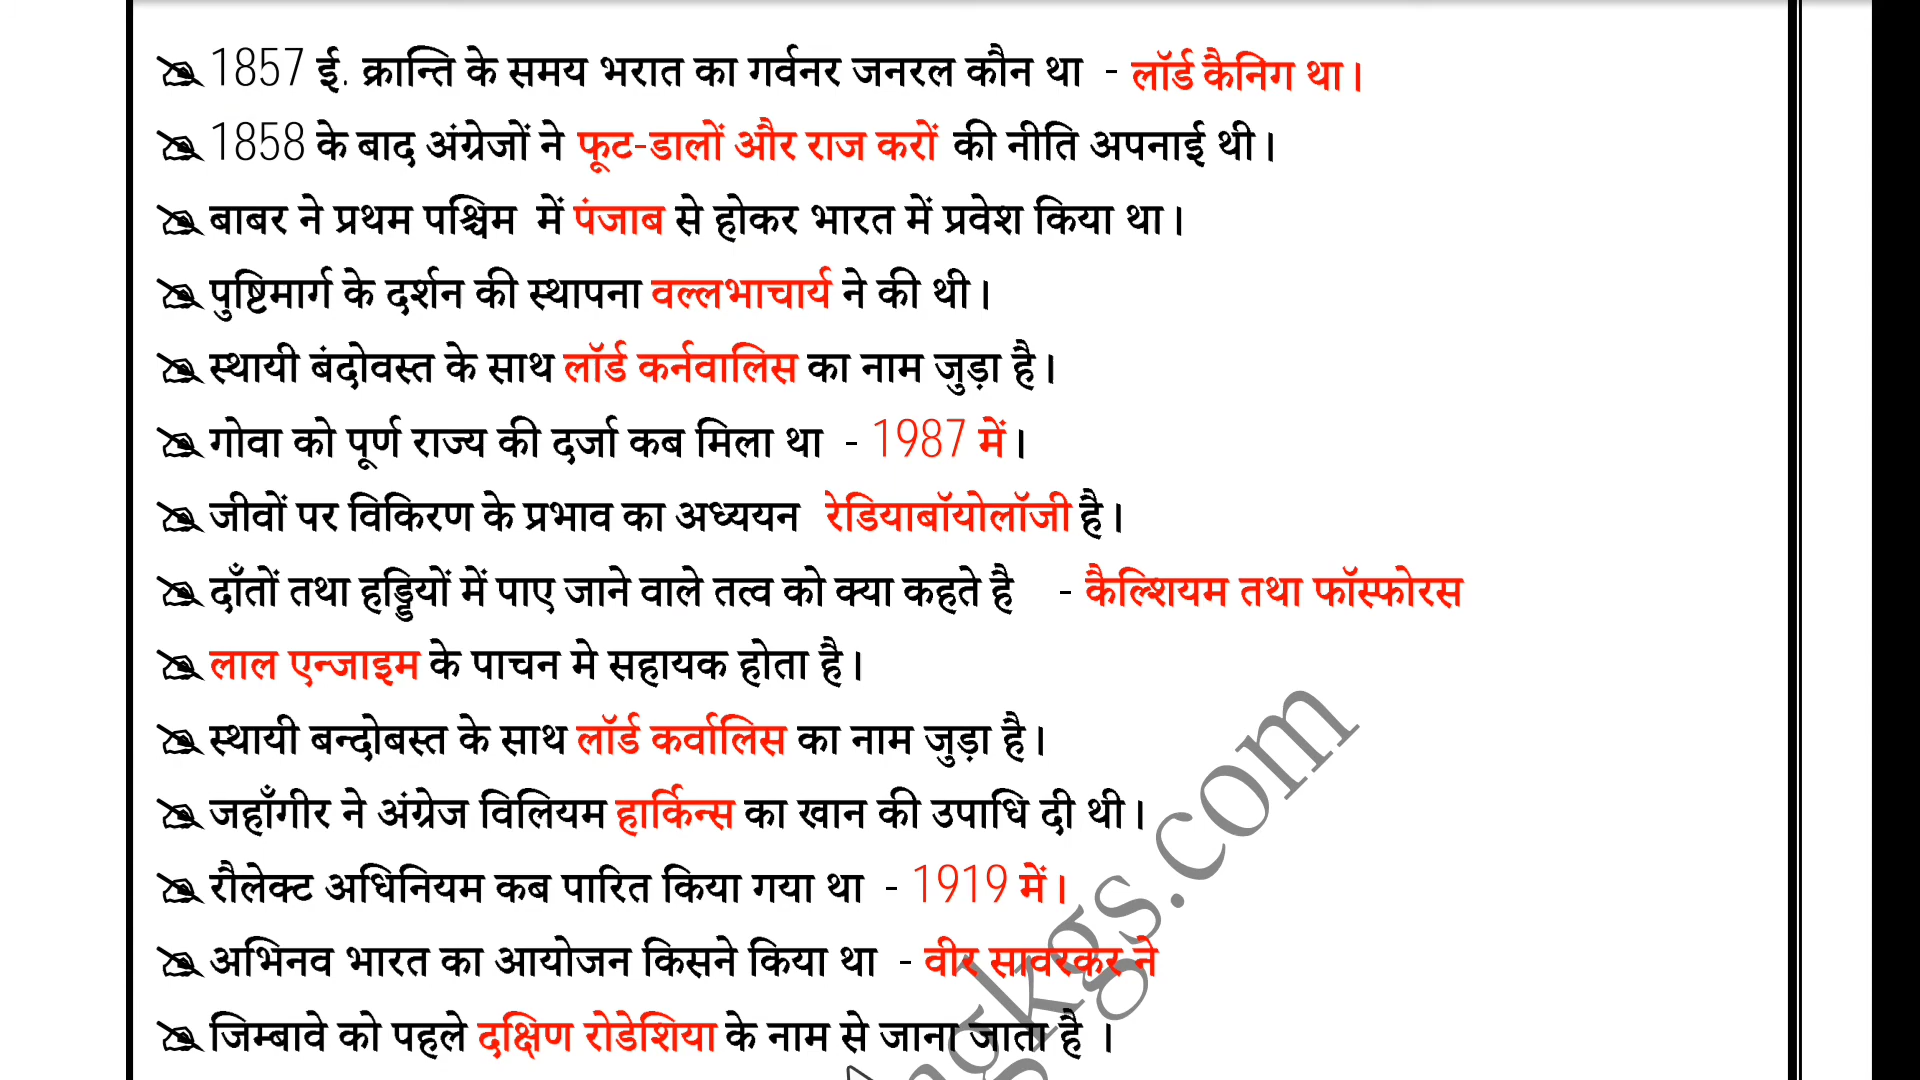 1857 ई. क्रान्ति के समय भरात का गर्वनर जनरल कौन था - लॉर्ड कैनिग था।
1858 के बाद अंग्रेजों ने फूट-डालों और राज करों की नीति अपनाई थी।
बाबर ने प्रथम पश्चिम में पंजाब से होकर भारत में प्रवेश किया था।
पुष्टिमार्ग के दर्शन की स्थापना वल्लभाचार्य ने की थी।
स्थायी बंदोवस्त के साथ लॉर्ड कर्नवालिस का नाम जुड़ा है।
गोवा को पूर्ण राज्य की दर्जा कब मिला था - 1987 में।
जीवों पर विकिरण के प्रभाव का अध्ययन रेडियाबॉयोलॉजी है।
दाँतों तथा हड्डियों में पाए जाने वाले तत्व को क्या कहते है - कैल्शियम तथा फॉस्फोरस
लाल एन्जाइम के पाचन मे सहायक होता है।
स्थायी बन्दोबस्त के साथ लॉर्ड कर्वालिस का नाम जुड़ा है।
जहाँगीर ने अंग्रेज विलियम हार्किन्स का खान की उपाधि दी थी।
रौलेक्ट अधिनियम कब पारित किया गया था - 1919 में।
अभिनव भारत का आयोजन किसने किया था - वीर सावरकर ने
जिम्बावे को पहले दक्षिण रोडेशिया के नाम से जाना जाता है ।
ngkgs.com